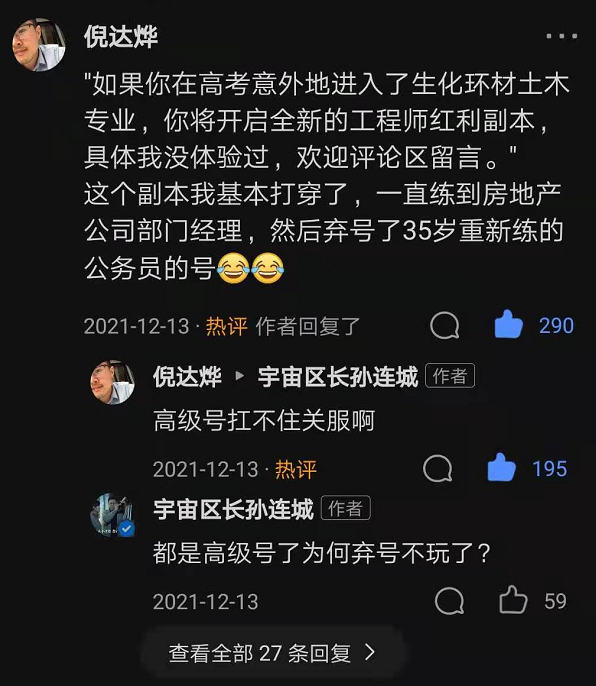 倪达烨
"如果你在高考意外地进入了生化环材土木
专业，你将开启全新的工程师红利副本，
具体我没体验过，欢迎评论区留言。"
这个副本我基本打穿了，一直练到房地产
公司部门经理，然后弃号了35岁重新练的
公务员的号😂😂
2021-12-13 · 热评 作者回复了 290
倪达烨 ▸ 宇宙区长孙连城 作者
高级号扛不住关服啊
2021-12-13 · 热评 195
宇宙区长孙连城 作者
都是高级号了为何弃号不玩了？
2021-12-13 59
查看全部 27 条回复 >